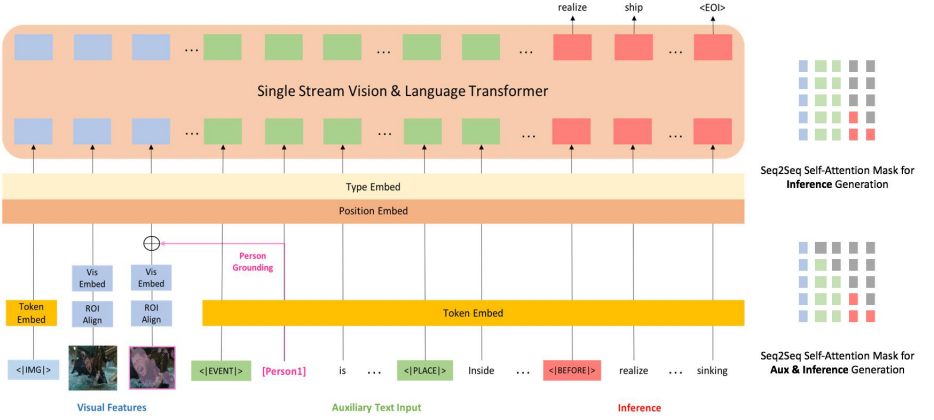 realize ship <EOI>
... ... ... ...
Single Stream Vision & Language Transformer
... ... ... ...
Type Embed
Position Embed
Person
Grounding
Vis
Embed
Vis
Embed
Token
Embed
ROI
Align
ROI
Align
Token Embed
<|IMG|> <|EVENT|> [Person1] is ... <|PLACE|> Inside ... <|BEFORE|> realize ... sinking
Visual Features Auxiliary Text Input Inference
Seq2Seq Self-Attention Mask for
Inference Generation
Seq2Seq Self-Attention Mask for
Aux & Inference Generation